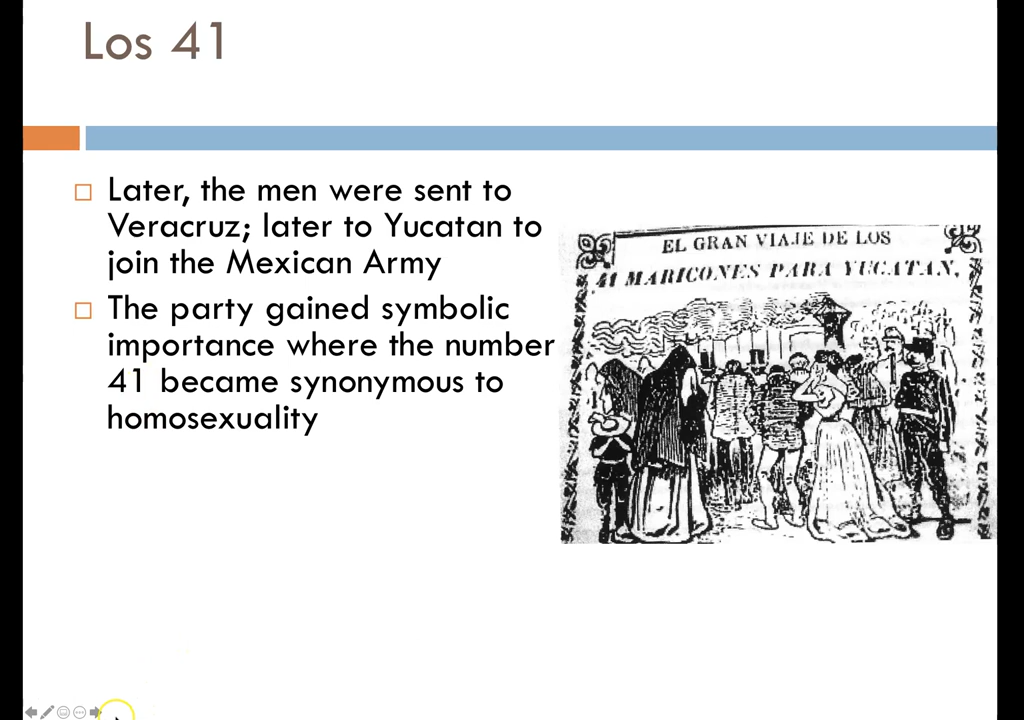 Los 41
Later, the men were sent to
Veracruz; later to Yucatan to
join the Mexican Army
The party gained symbolic
importance where the number
41 became synonymous to
homosexuality
EL GRAN VIAJE DE LOS
41 MARICONES PARA YUCATAN,